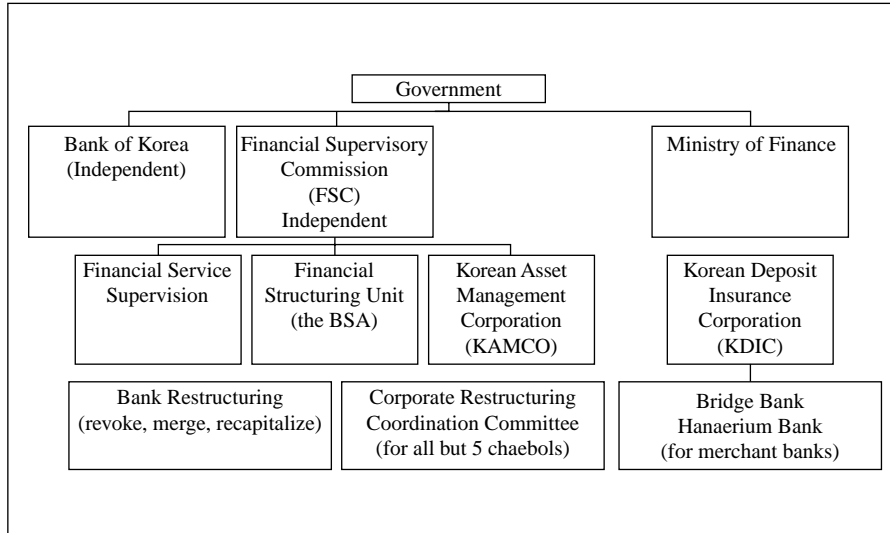 Government
Bank of Korea
(Independent)
Financial Supervisory
Commission
(FSC)
Independent
Ministry of Finance
Financial Service
Supervision
Financial
Structuring Unit
(the BSA)
Korean Asset
Management
Corporation
(KAMCO)
Korean Deposit
Insurance
Corporation
(KDIC)
Bank Restructuring
(revoke, merge, recapitalize)
Corporate Restructuring
Coordination Committee
(for all but 5 chaebols)
Bridge Bank
Hanaerium Bank
(for merchant banks)